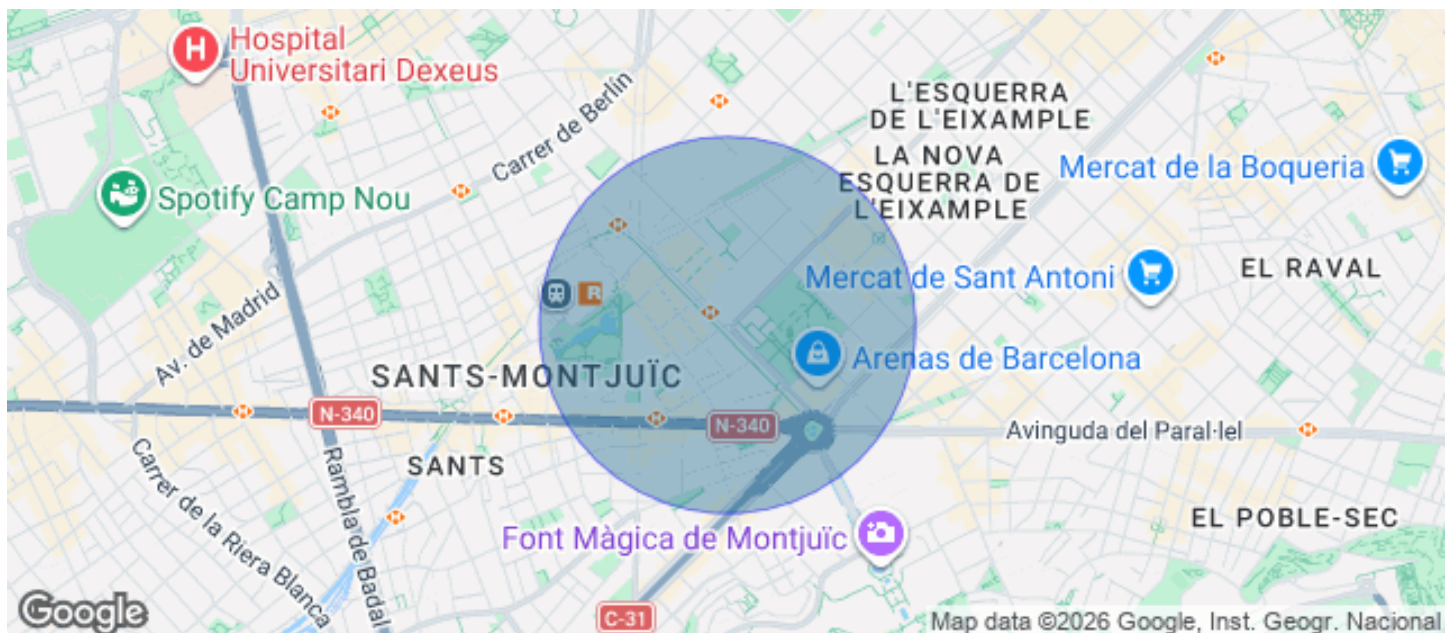 Hospital
Universitari Dexeus
H
Carrer de Berlín
L'ESQUERRA
DE L'EIXAMPLE
LA NOVA
ESQUERRA DE
L'EIXAMPLE
Mercat de la Boqueria
Spotify Camp Nou
EL RAVAL
Mercat de Sant Antoni
R
Av. de Madrid
Arenas de Barcelona
SANTS-MONTJUÏC
N-340
N-340
Avinguda del Paral·lel
SANTS
Carrer de la Riera Blanca
Rambla de Badal
EL POBLE-SEC
Font Màgica de Montjuïc
C-31
Google
Map data ©2026 Google, Inst. Geogr. Nacional